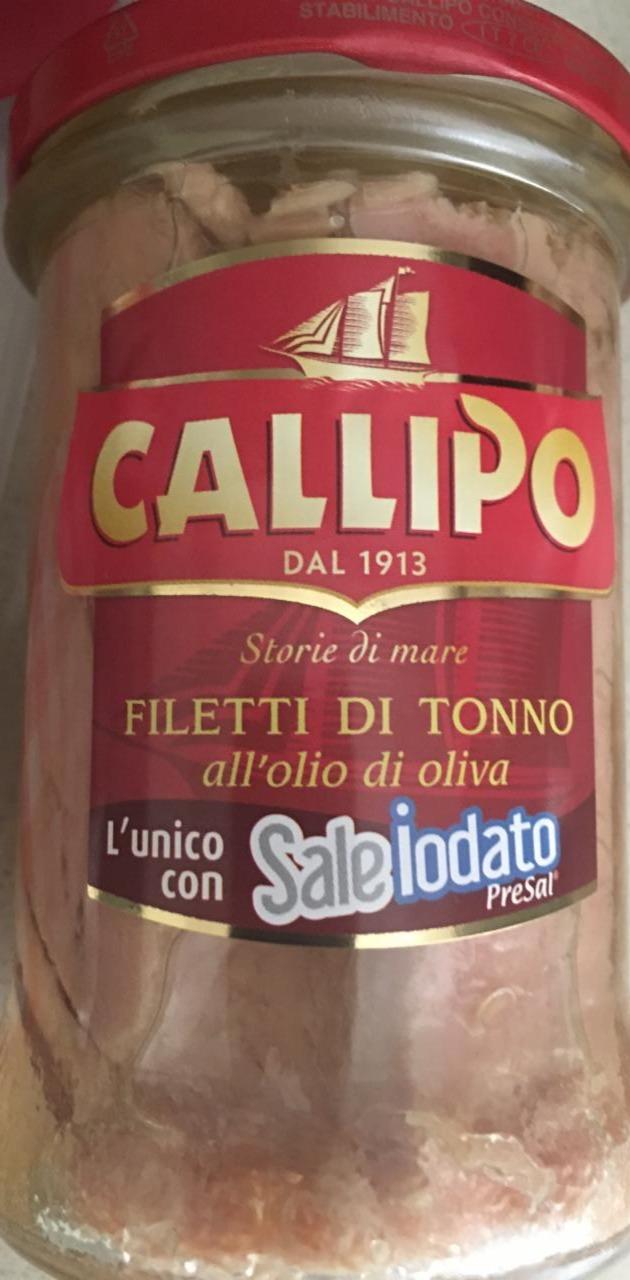 STABILIMENTO
CALLIPO
DAL 1913
Storie di mare
FILETTI DI TONNO
all'olio di oliva
L'unico
con
Sale iodato
PreSal®